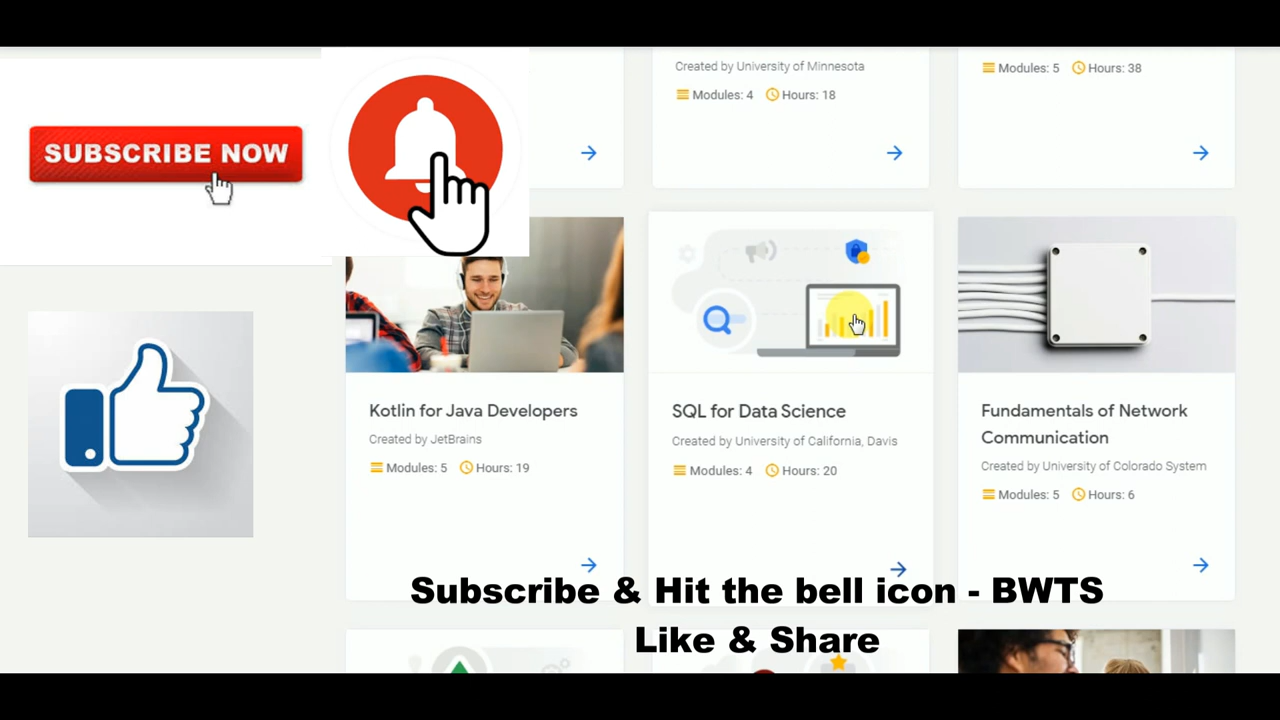 Created by University of Minnesota
Modules: 4 Hours: 18
Modules: 5 Hours: 38
SUBSCRIBE NOW
Kotlin for Java Developers
Created by JetBrains
Modules: 5 Hours: 19
SQL for Data Science
Created by University of California, Davis
Modules: 4 Hours: 20
Fundamentals of Network
Communication
Created by University of Colorado System
Modules: 5 Hours: 6
Subscribe & Hit the bell icon - BWTS
Like & Share